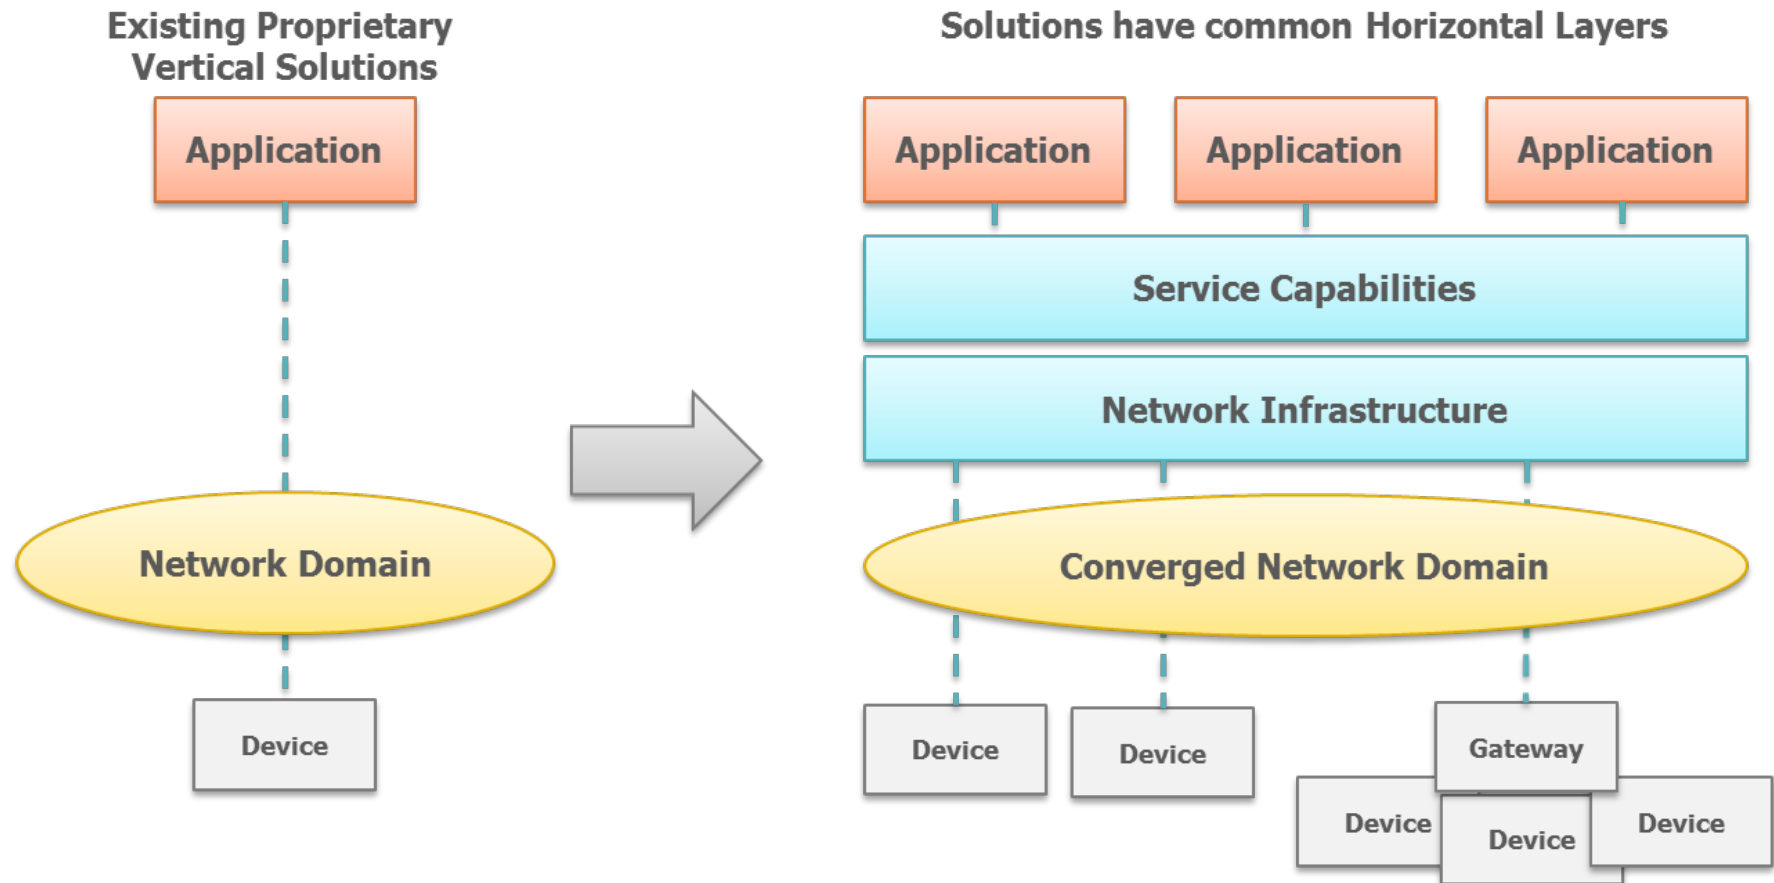 Existing Proprietary
Vertical Solutions
Application
Network Domain
Device
Solutions have common Horizontal Layers
Application
Application
Application
Service Capabilities
Network Infrastructure
Converged Network Domain
Device
Device
Gateway
Device
Device
Device